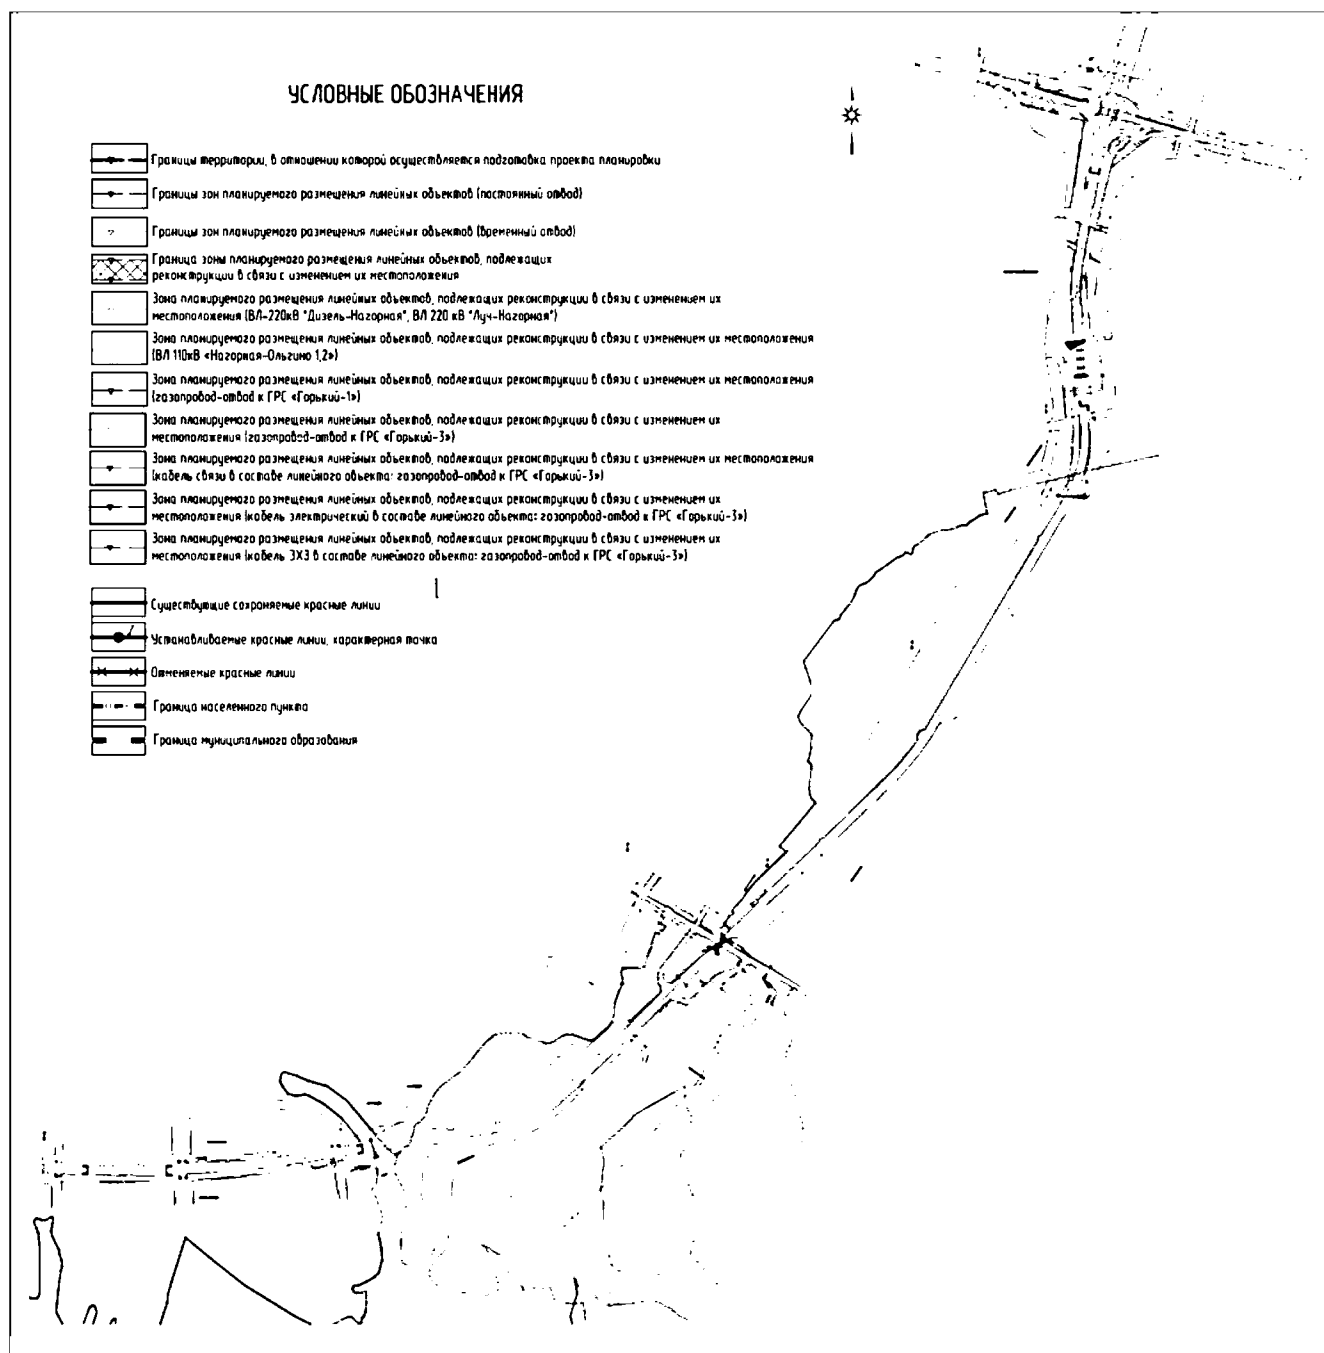 УСЛОВНЫЕ ОБОЗНАЧЕНИЯ
Границы территории, в отношении которой осуществляется подготовка проекта планировки
Границы зон планируемого размещения линейных объектов (постоянный отвод)
Границы зон планируемого размещения линейных объектов (временный отвод)
Граница зоны планируемого размещения линейных объектов, подлежащих
реконструкции в связи с изменением их местоположения
Зона планируемого размещения линейных объектов, подлежащих реконструкции в связи с изменением их
местоположения (ВЛ-220кВ "Дизель-Нагорная", ВЛ 220 кВ "Луч-Нагорная")
Зона планируемого размещения линейных объектов, подлежащих реконструкции в связи с изменением их местоположения
(ВЛ 110кВ «Нагорная-Ольгино 1,2»)
Зона планируемого размещения линейных объектов, подлежащих реконструкции в связи с изменением их местоположения
(газопровод-отвод к ГРС «Горький-1»)
Зона планируемого размещения линейных объектов, подлежащих реконструкции в связи с изменением их
местоположения (газопровод-отвод к ГРС «Горький-3»)
Зона планируемого размещения линейных объектов, подлежащих реконструкции в связи с изменением их местоположения
(кабель связи в составе линейного объекта: газопровод-отвод к ГРС «Горький-3»)
Зона планируемого размещения линейных объектов, подлежащих реконструкции в связи с изменением их
местоположения (кабель электрический в составе линейного объекта: газопровод-отвод к ГРС «Горький-3»)
Зона планируемого размещения линейных объектов, подлежащих реконструкции в связи с изменением их
местоположения (кабель ЭХЗ в составе линейного объекта: газопровод-отвод к ГРС «Горький-3»)
Существующие сохраняемые красные линии
Устанавливаемые красные линии, характерная точка
Отменяемые красные линии
Граница населенного пункта
Граница муниципального образования